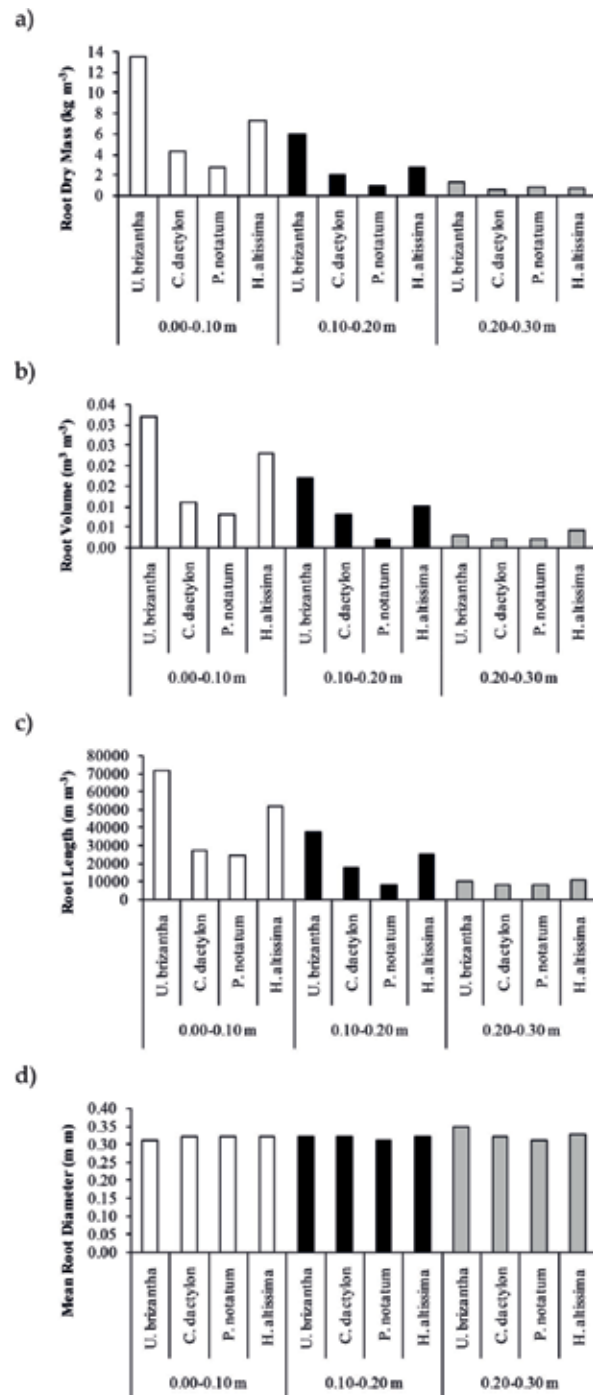 a)
Root Dry Mass (kg m-3)
14
12
10
8
6
4
2
0
U. brizantha
C. dactylon
P. notatum
H. altissima
U. brizantha
C. dactylon
P. notatum
H. altissima
U. brizantha
C. dactylon
P. notatum
H. altissima
0.00-0.10 m
0.10-0.20 m
0.20-0.30 m
b)
Root Volume (m³ m-³)
0.04
0.03
0.03
0.02
0.02
0.01
0.01
0.00
U. brizantha
C. dactylon
P. notatum
H. altissima
U. brizantha
C. dactylon
P. notatum
H. altissima
U. brizantha
C. dactylon
P. notatum
H. altissima
0.00-0.10 m
0.10-0.20 m
0.20-0.30 m
c)
Root Length (m m-³)
80000
70000
60000
50000
40000
30000
20000
10000
0
U. brizantha
C. dactylon
P. notatum
H. altissima
U. brizantha
C. dactylon
P. notatum
H. altissima
U. brizantha
C. dactylon
P. notatum
H. altissima
0.00-0.10 m
0.10-0.20 m
0.20-0.30 m
d)
Mean Root Diameter (m m)
0.40
0.35
0.30
0.25
0.20
0.15
0.10
0.05
0.00
U. brizantha
C. dactylon
P. notatum
H. altissima
U. brizantha
C. dactylon
P. notatum
H. altissima
U. brizantha
C. dactylon
P. notatum
H. altissima
0.00-0.10 m
0.10-0.20 m
0.20-0.30 m